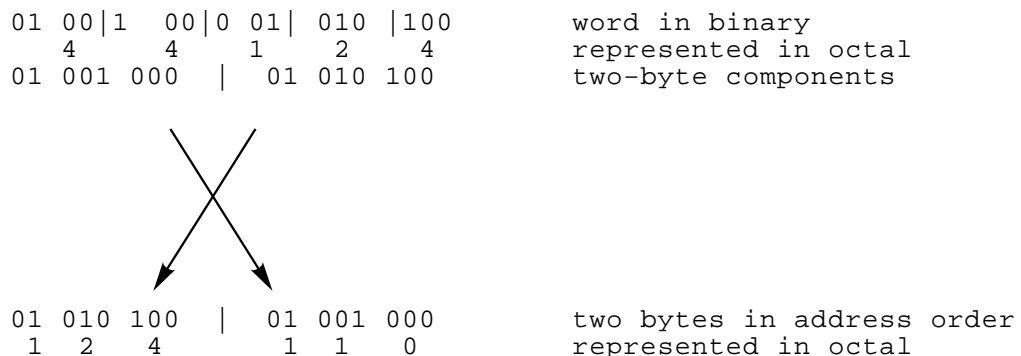 01 00|1  00|0 01| 010 |100 word in binary
4 4 1 2 4 represented in octal
01 001 000 | 01 010 100 two-byte components
01 010 100 | 01 001 000 two bytes in address order
1 2 4 1 1 0 represented in octal